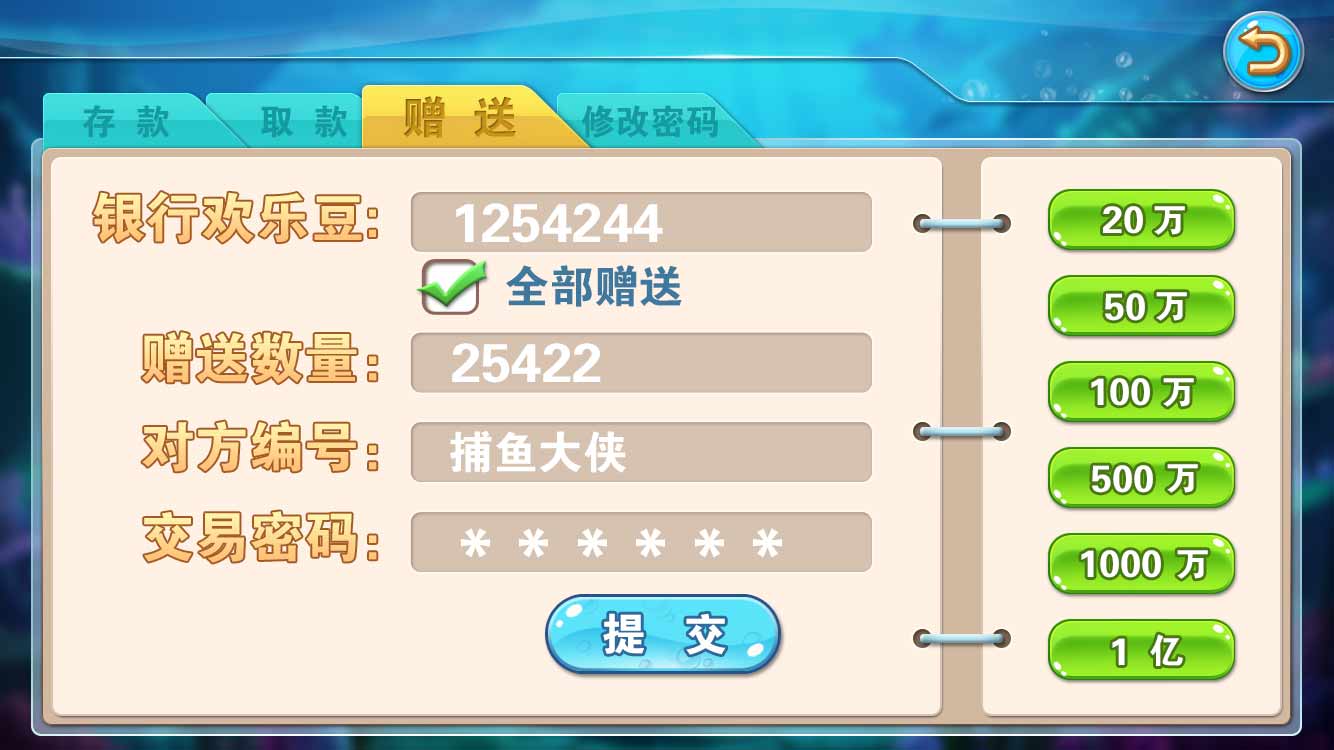 存款 取款 赠送 修改密码
银行欢乐豆: 1254244
全部赠送
赠送数量: 25422
对方编号: 捕鱼大侠
交易密码: * * * * * *
提交
20 万
50 万
100 万
500 万
1000 万
1 亿